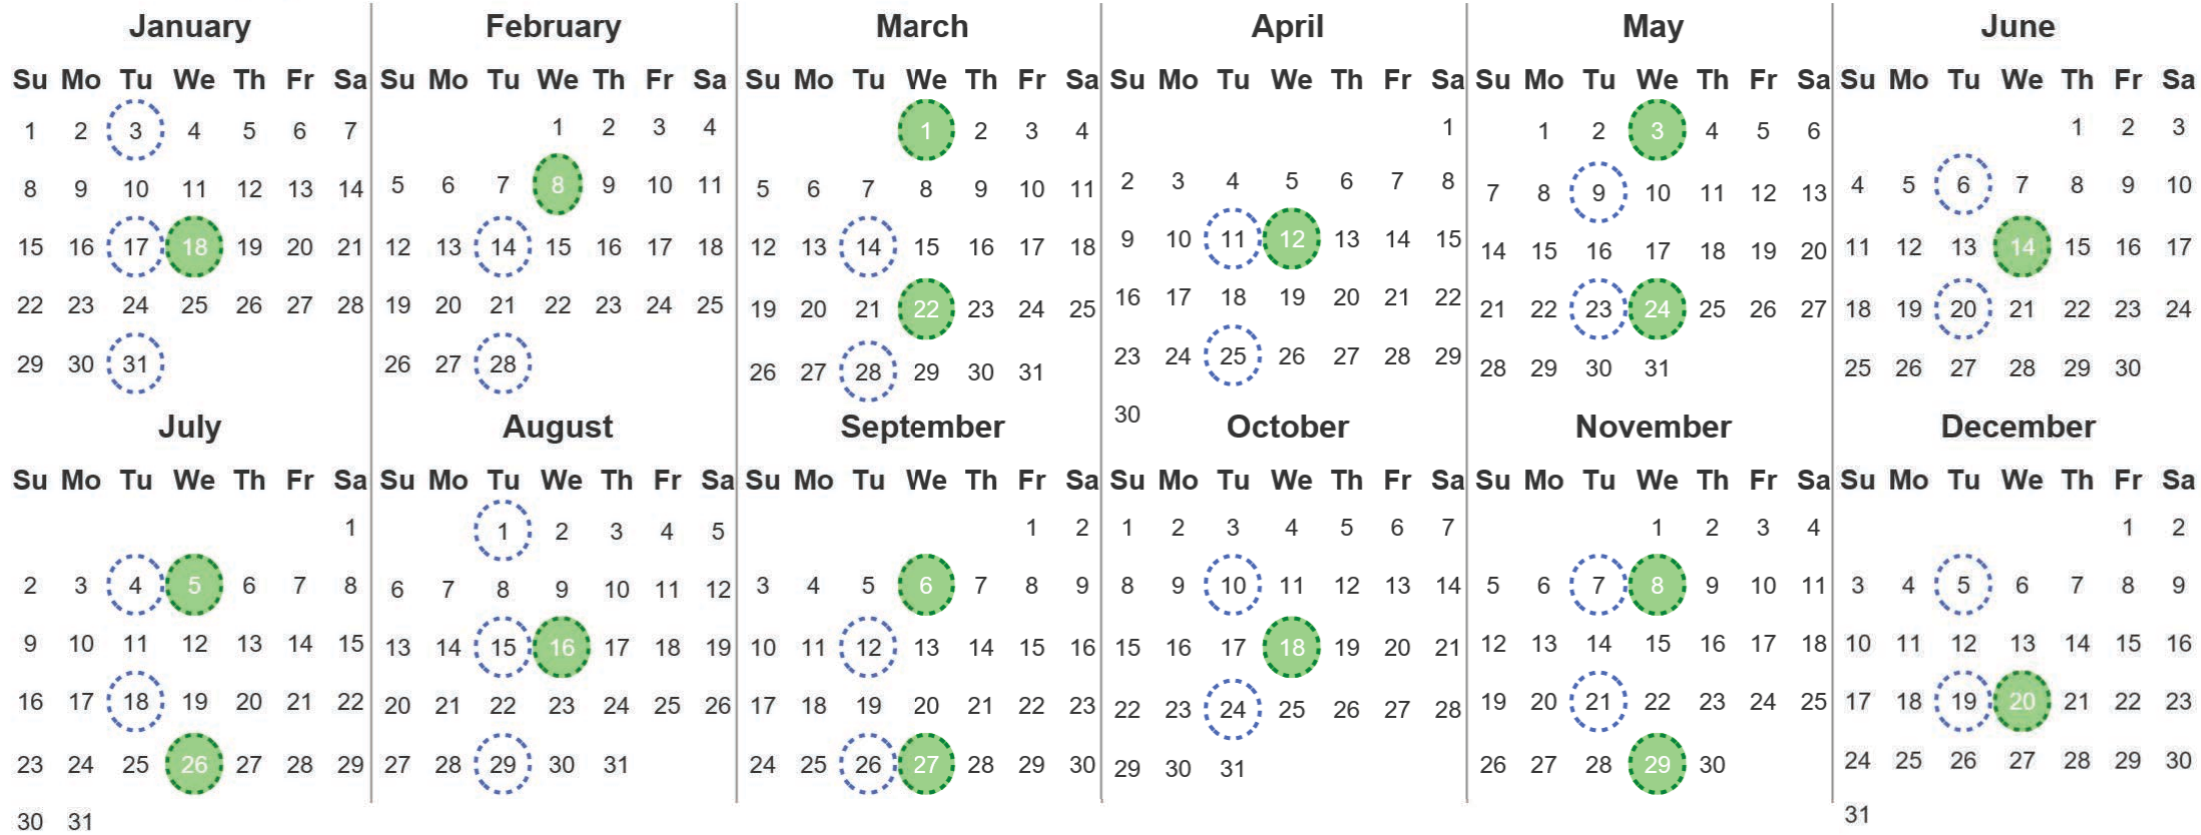 January February March April May June
Su Mo Tu We Th Fr Sa Su Mo Tu We Th Fr Sa Su Mo Tu We Th Fr Sa Su Mo Tu We Th Fr Sa Su Mo Tu We Th Fr Sa Su Mo Tu We Th Fr Sa
1 2 3 4 5 6 7 1 2 3 4 1 2 3 4 1 1 2 3 4 5 6 1 2 3
8 9 10 11 12 13 14 5 6 7 8 9 10 11 5 6 7 8 9 10 11 2 3 4 5 6 7 8 7 8 9 10 11 12 13 4 5 6 7 8 9 10
15 16 17 18 19 20 21 12 13 14 15 16 17 18 12 13 14 15 16 17 18 9 10 11 12 13 14 15 14 15 16 17 18 19 20 11 12 13 14 15 16 17
22 23 24 25 26 27 28 19 20 21 22 23 24 25 19 20 21 22 23 24 25 16 17 18 19 20 21 22 21 22 23 24 25 26 27 18 19 20 21 22 23 24
29 30 31 26 27 28 26 27 28 29 30 31 23 24 25 26 27 28 29 28 29 30 31 25 26 27 28 29 30
30
July August September October November December
Su Mo Tu We Th Fr Sa Su Mo Tu We Th Fr Sa Su Mo Tu We Th Fr Sa Su Mo Tu We Th Fr Sa Su Mo Tu We Th Fr Sa Su Mo Tu We Th Fr Sa
1 1 2 3 4 5 1 2 1 2 3 4 5 6 7 1 2 3 4 1 2
2 3 4 5 6 7 8 6 7 8 9 10 11 12 3 4 5 6 7 8 9 8 9 10 11 12 13 14 5 6 7 8 9 10 11 3 4 5 6 7 8 9
9 10 11 12 13 14 15 13 14 15 16 17 18 19 10 11 12 13 14 15 16 15 16 17 18 19 20 21 12 13 14 15 16 17 18 10 11 12 13 14 15 16
16 17 18 19 20 21 22 20 21 22 23 24 25 26 17 18 19 20 21 22 23 22 23 24 25 26 27 28 19 20 21 22 23 24 25 17 18 19 20 21 22 23
23 24 25 26 27 28 29 27 28 29 30 31 24 25 26 27 28 29 30 29 30 31 26 27 28 29 30 24 25 26 27 28 29 30
30 31 31